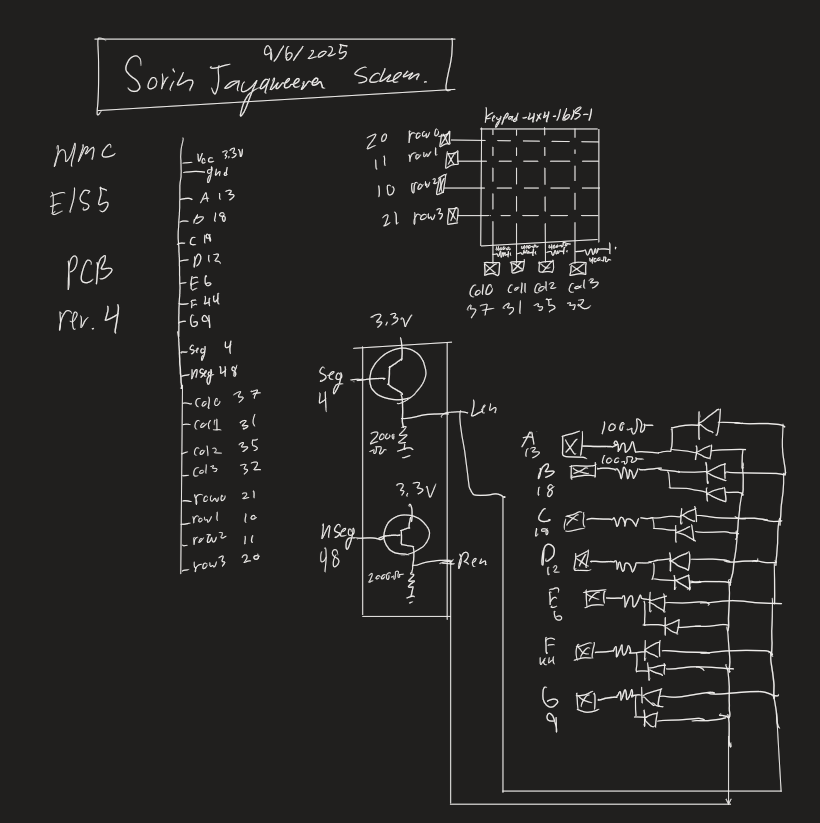 9/6/2025
Sorin Jayaweera Schem.
MMC
E155
PCB
rev. 4
Vcc 3.3V
gnd
A 13
B 18
C 19
D 12
E 6
F 44
G 9
Seg 4
nseg 48
Col0 37
Col1 31
Col2 35
Col3 32
row0 21
row1 10
row2 11
row3 20
Keypad-4x4-16B-1
20 row0
11 row1
10 row2
21 row3
Col0 Col1 Col2 Col3
37 31 35 32
3.3V
Seg
4
Len
200Ω
3.3V
nseg
48
Ren
200Ω
A
13
100Ω
B
18
100Ω
C
19
D
12
E
6
F
44
G
9